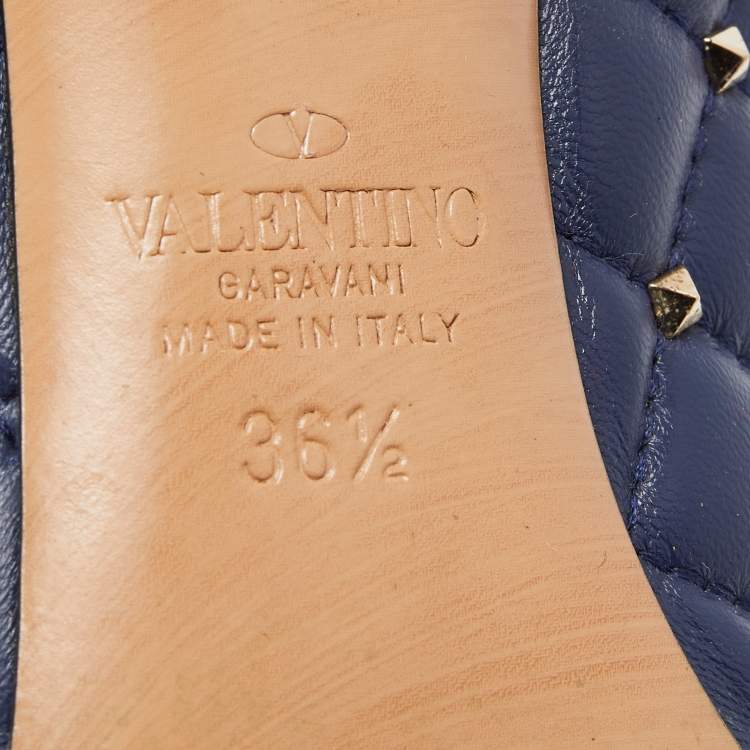 V
VALENTINO
GARAVANI
MADE IN ITALY
36½